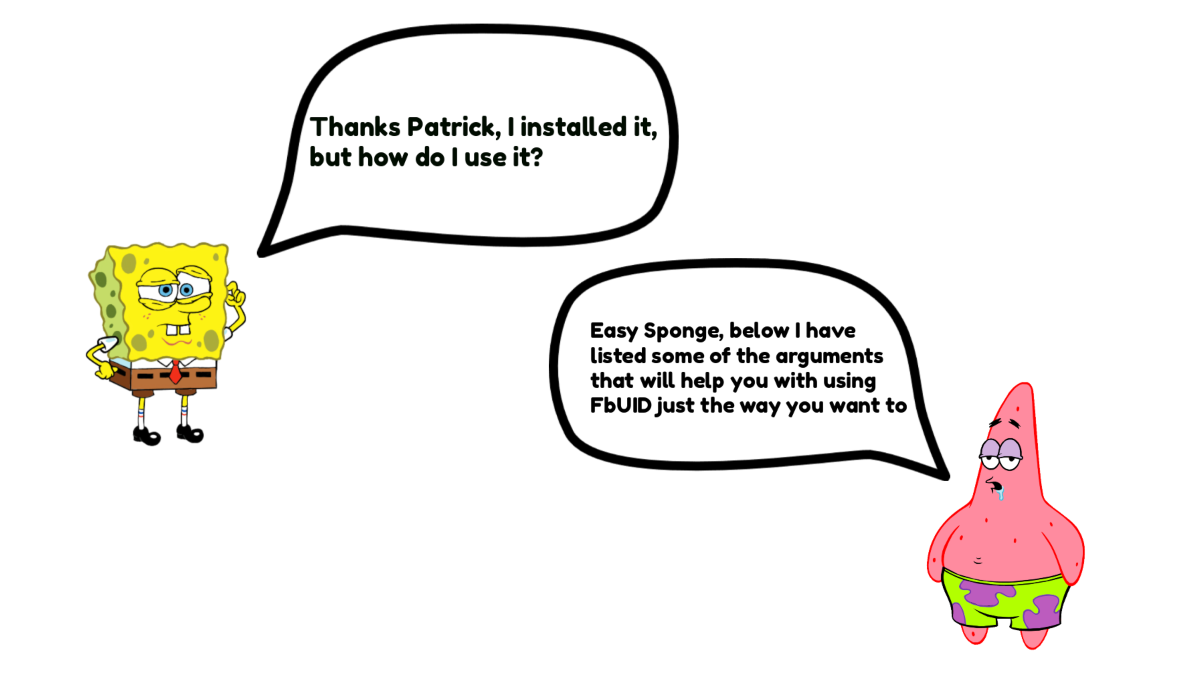 Thanks Patrick, I installed it,
but how do I use it?
Easy Sponge, below I have
listed some of the arguments
that will help you with using
FbUID just the way you want to